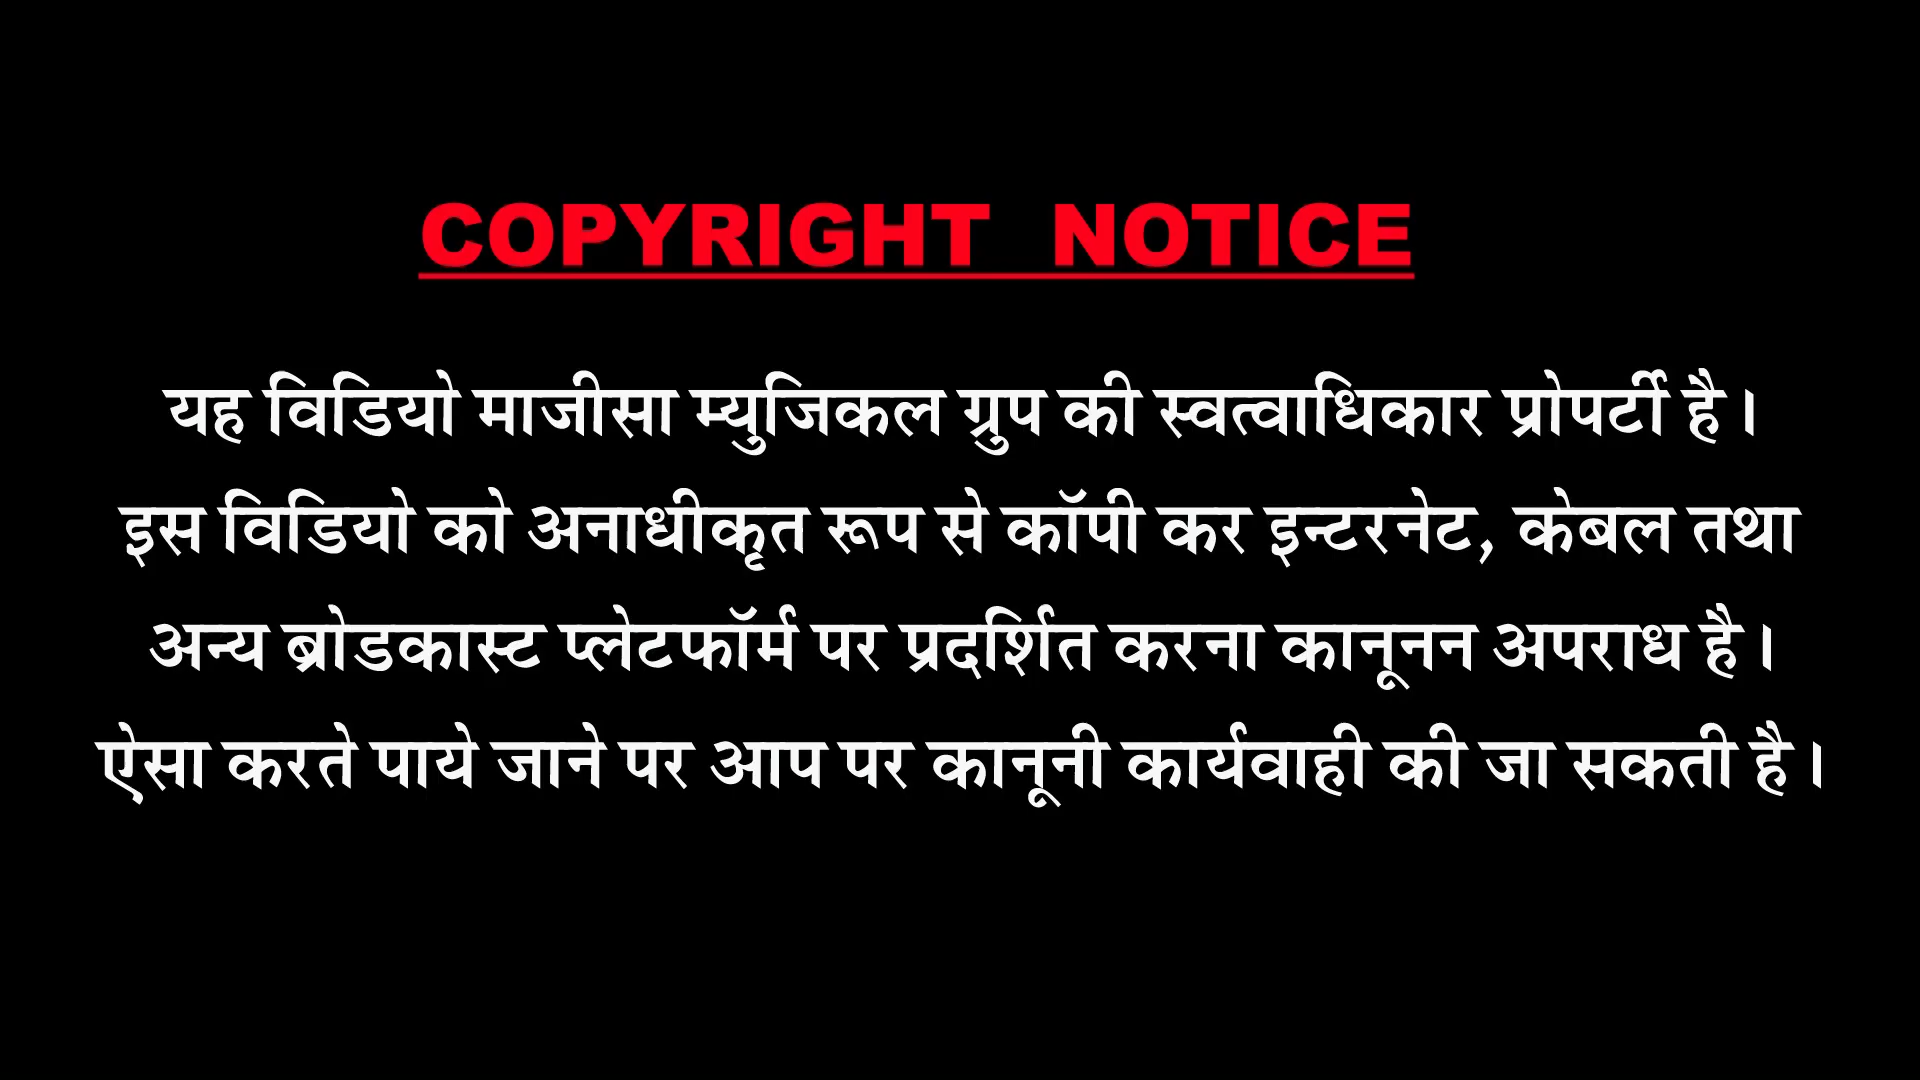 COPYRIGHT NOTICE
यह विडियो माजीसा म्युजिकल ग्रुप की स्वत्वाधिकार प्रोपर्टी है।
इस विडियो को अनाधीकृत रूप से कॉपी कर इन्टरनेट, केबल तथा
अन्य ब्रोडकास्ट प्लेटफॉर्म पर प्रदर्शित करना कानूनन अपराध है।
ऐसा करते पाये जाने पर आप पर कानूनी कार्यवाही की जा सकती है।